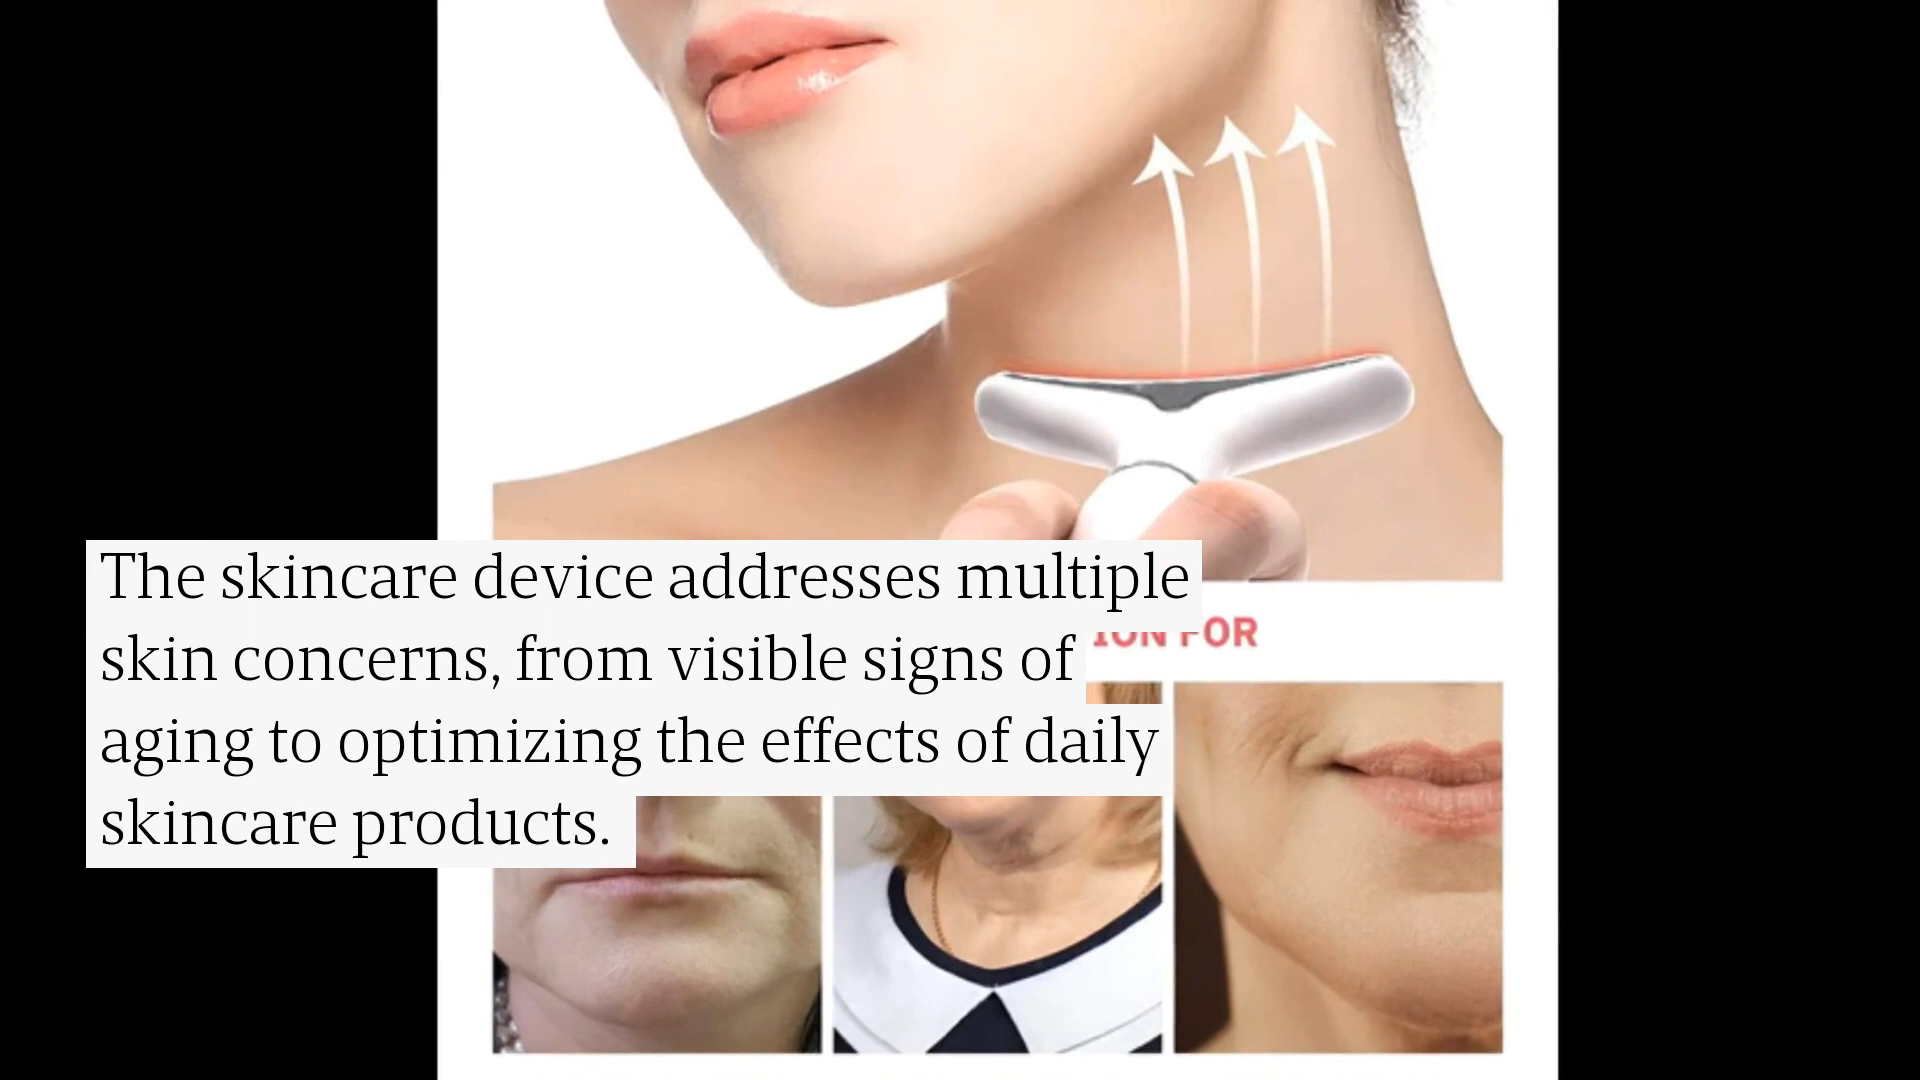 The skincare device addresses multiple
skin concerns, from visible signs of
aging to optimizing the effects of daily
skincare products.
FOR